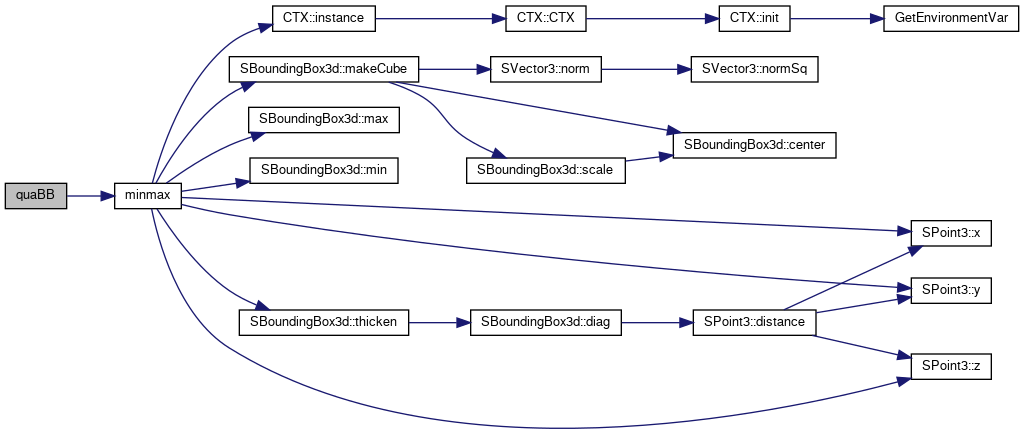 CTX::instance
CTX::CTX
CTX::init
GetEnvironmentVar
SBoundingBox3d::makeCube
SVector3::norm
SVector3::normSq
SBoundingBox3d::max
SBoundingBox3d::center
SBoundingBox3d::min
SBoundingBox3d::scale
quaBB
minmax
SPoint3::x
SPoint3::y
SBoundingBox3d::thicken
SBoundingBox3d::diag
SPoint3::distance
SPoint3::z